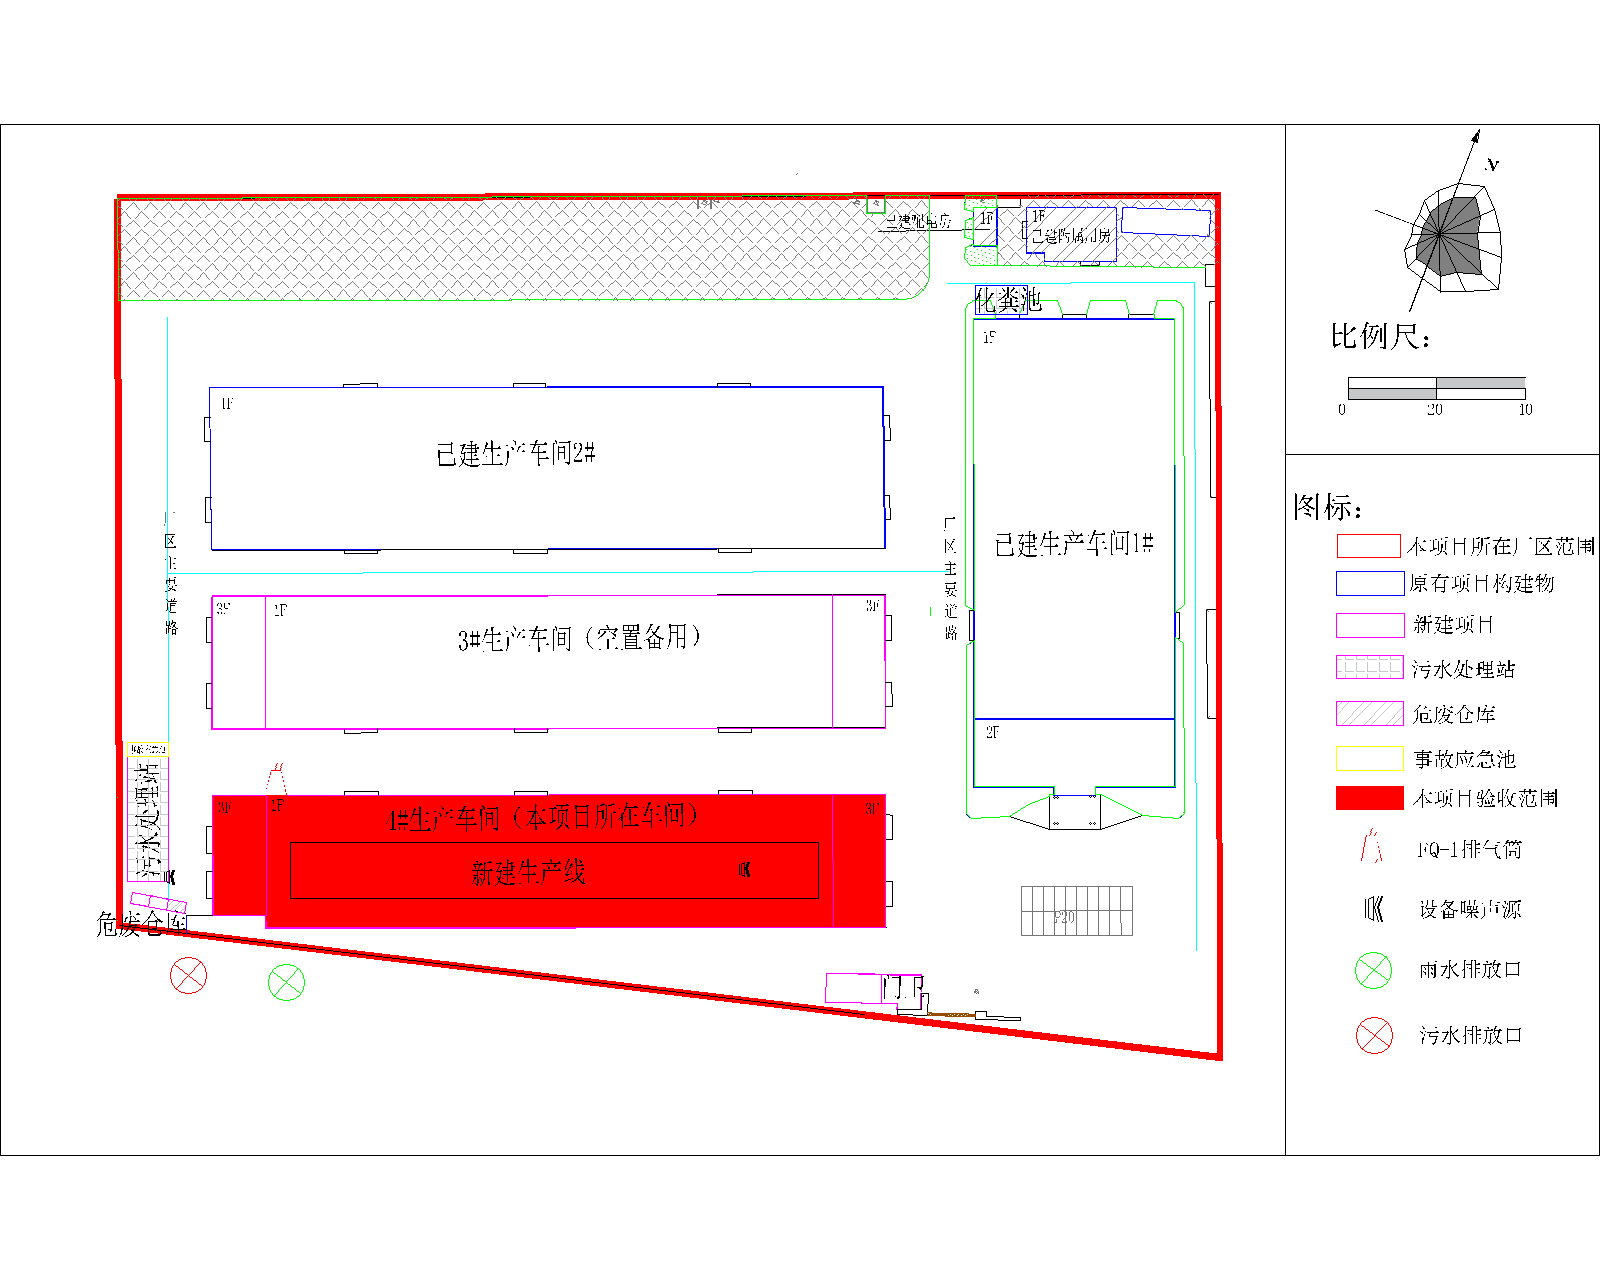 已建配电房
1F
1F
已建附属用房
化粪池
1F
1F
已建生产车间2#
已建生产车间1#
厂区主要道路
厂区主要道路
3F
1F
3F
3#生产车间（空置备用）
2F
污水处理站
3F
1F
3F
4#生产车间（本项目所在车间）
新建生产线
危废仓库
P20
门卫
N
比例尺：
0
20
40
图标：
本项目所在厂区范围
原有项目构建物
新建项目
污水处理站
危废仓库
事故应急池
本项目验收范围
FQ-1排气筒
设备噪声源
雨水排放口
污水排放口